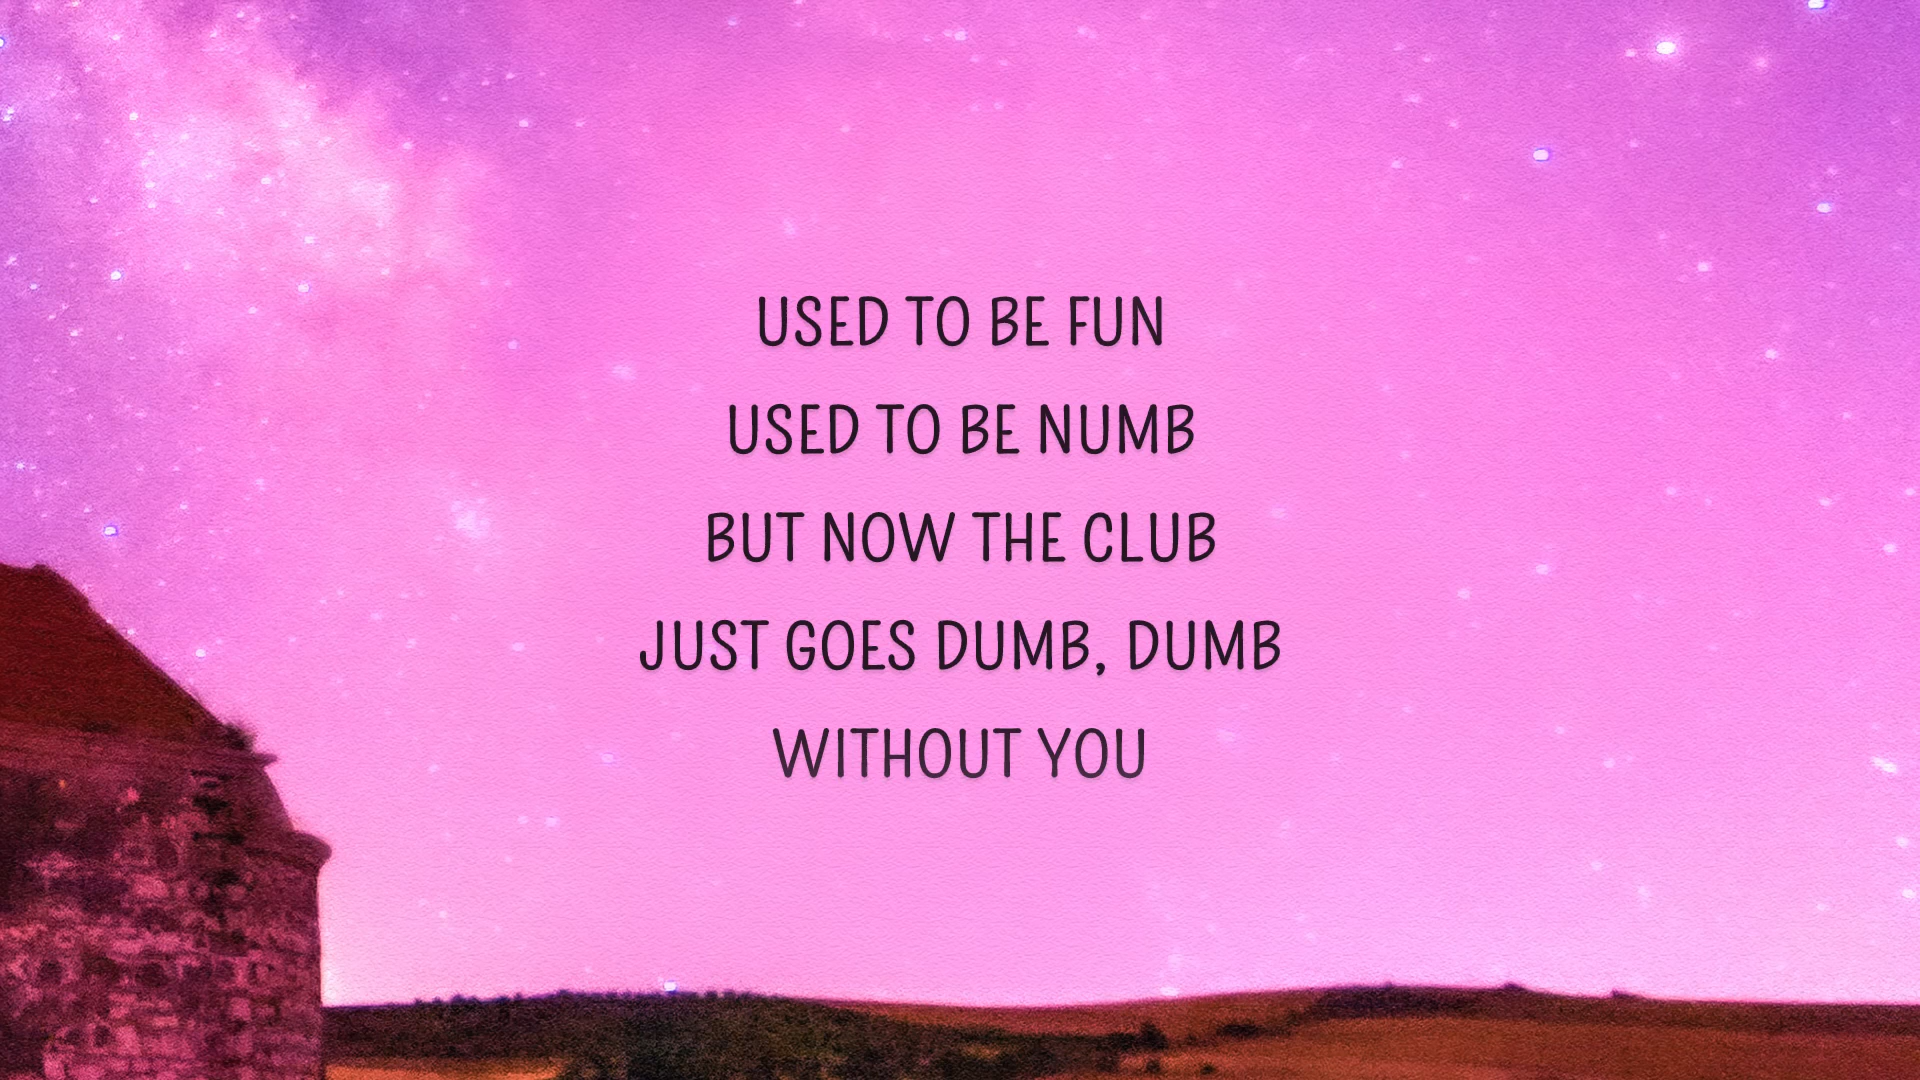 USED TO BE FUN
USED TO BE NUMB
BUT NOW THE CLUB
JUST GOES DUMB, DUMB
WITHOUT YOU